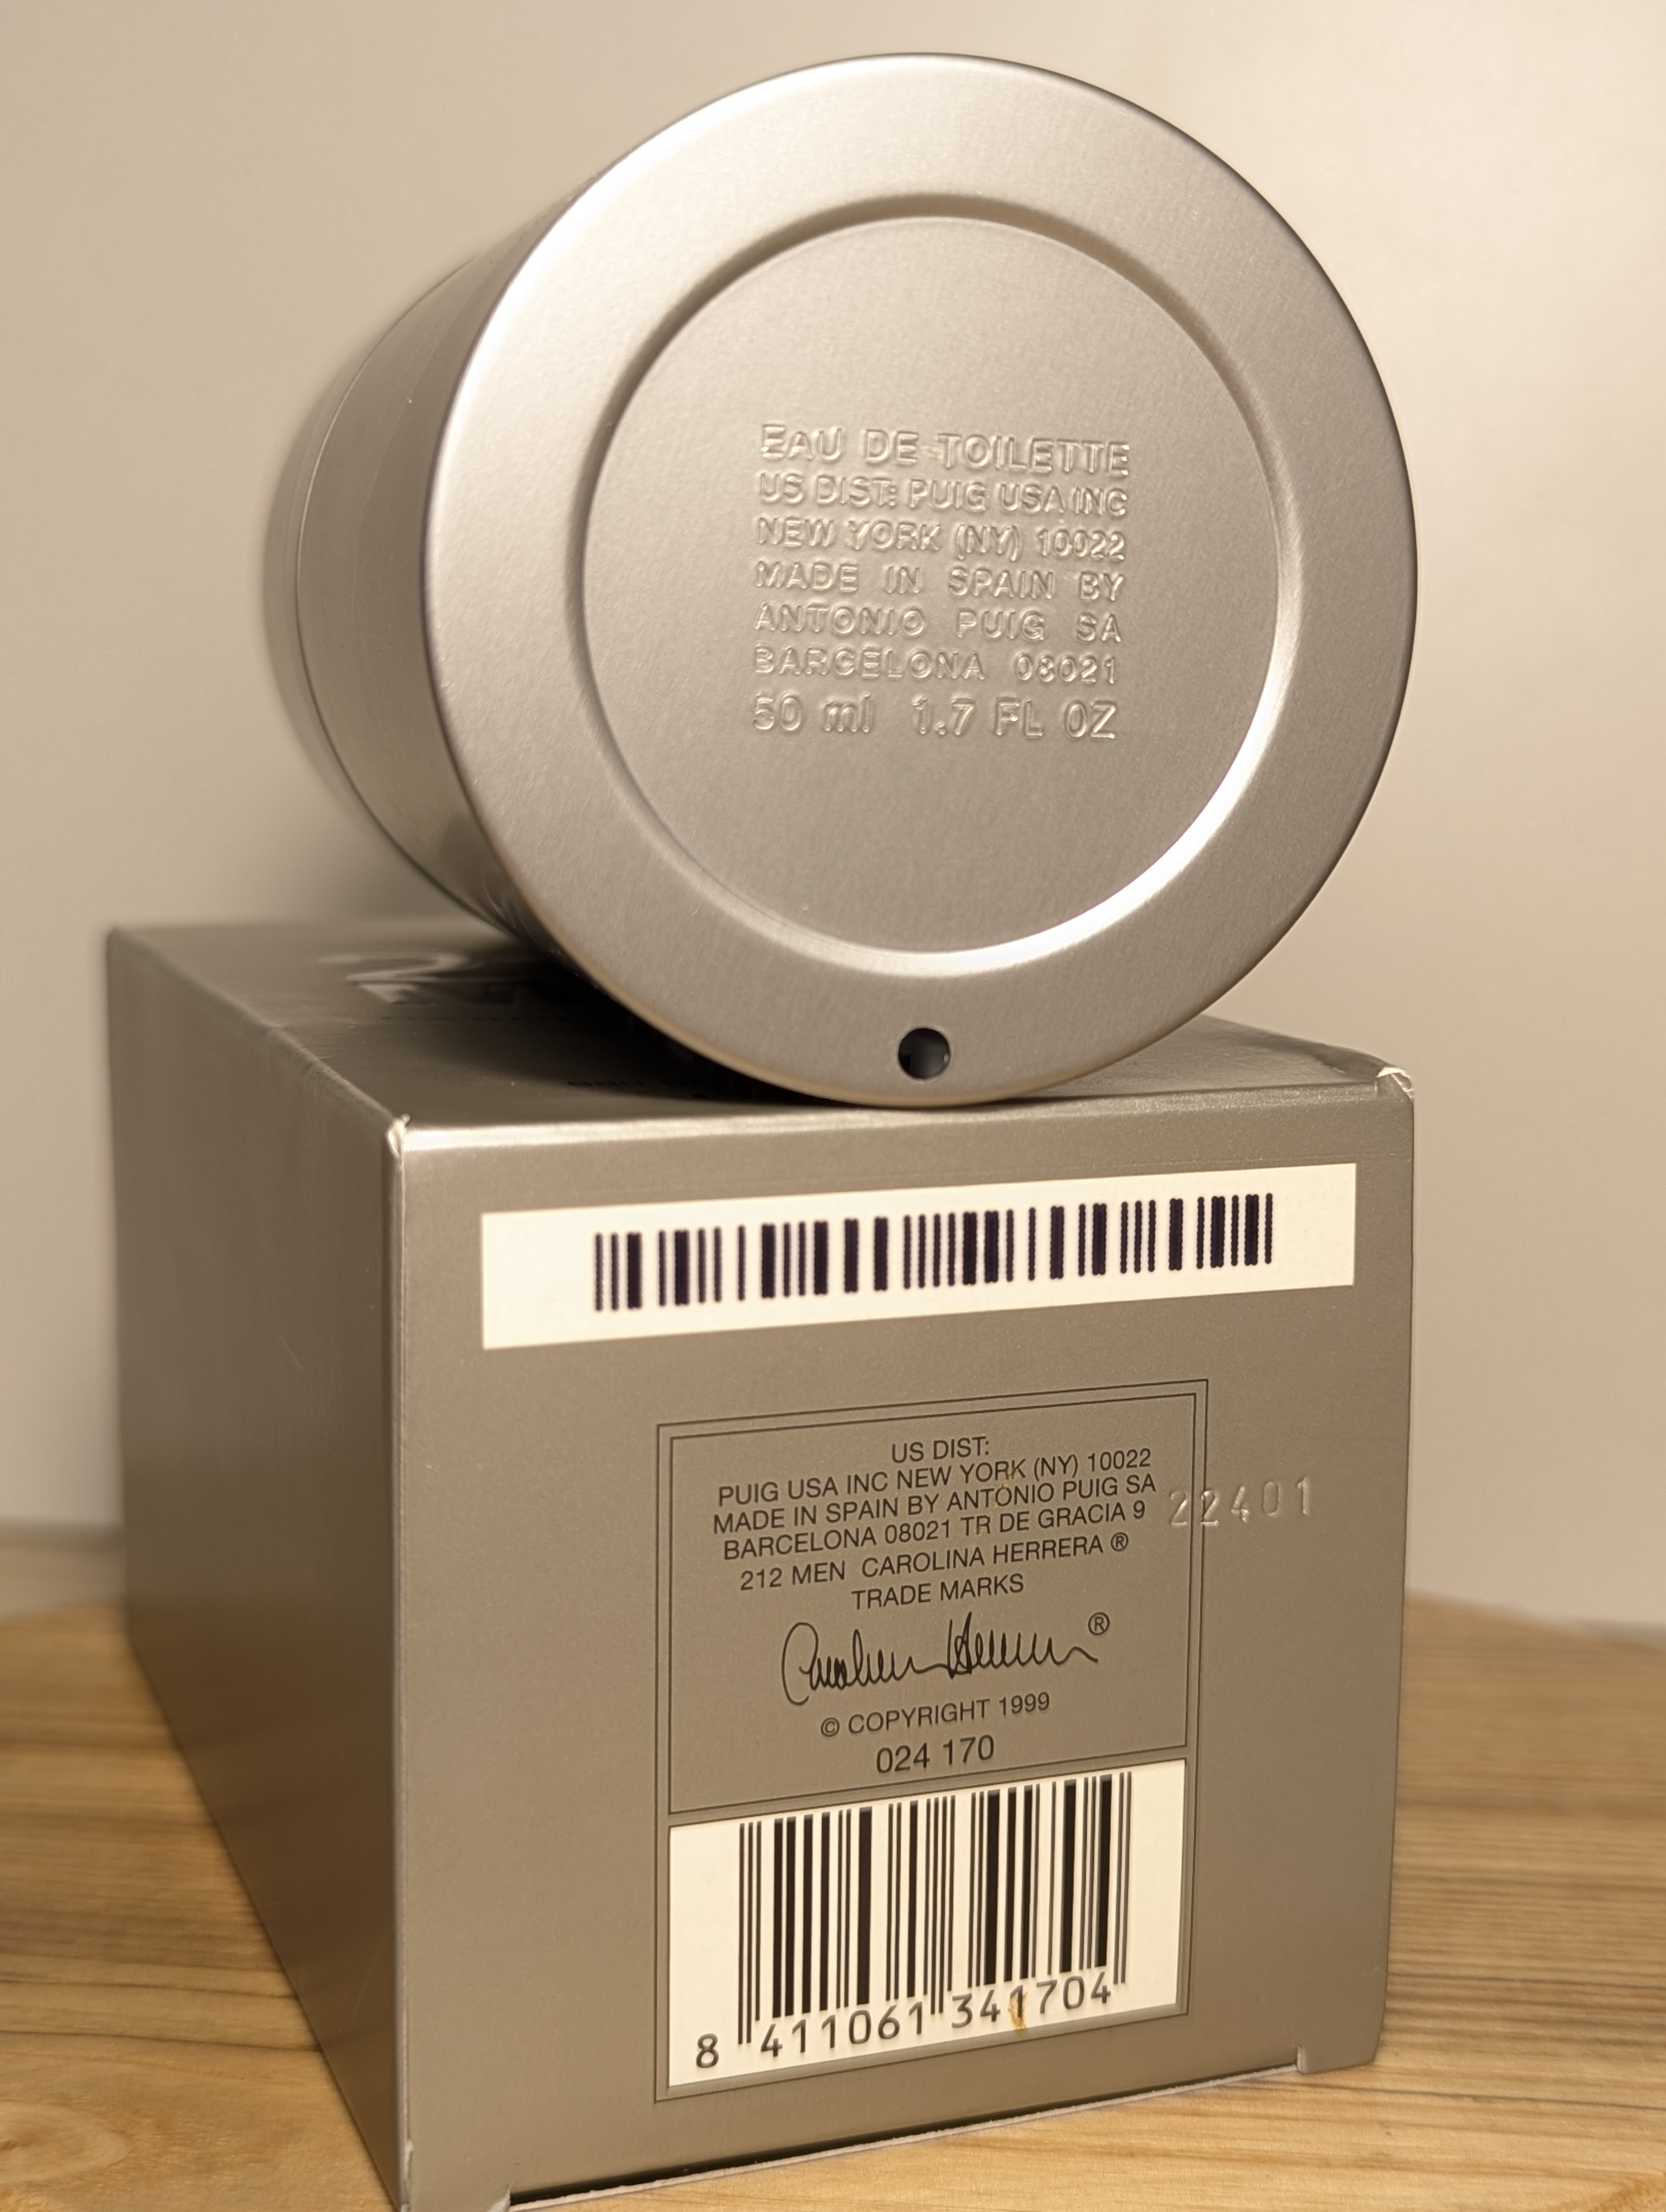 EAU DE TOILETTE
US DIST: PUIG USA INC
NEW YORK (NY) 10022
MADE IN SPAIN BY
ANTONIO PUIG SA
BARCELONA 08021
50 ml 1.7 FL OZ
US DIST:
PUIG USA INC NEW YORK (NY) 10022
MADE IN SPAIN BY ANTONIO PUIG SA
BARCELONA 08021 TR DE GRACIA 9
22401
212 MEN CAROLINA HERRERA ®
TRADE MARKS
Carolina Herrera ®
© COPYRIGHT 1999
024 170
8 411061 341704